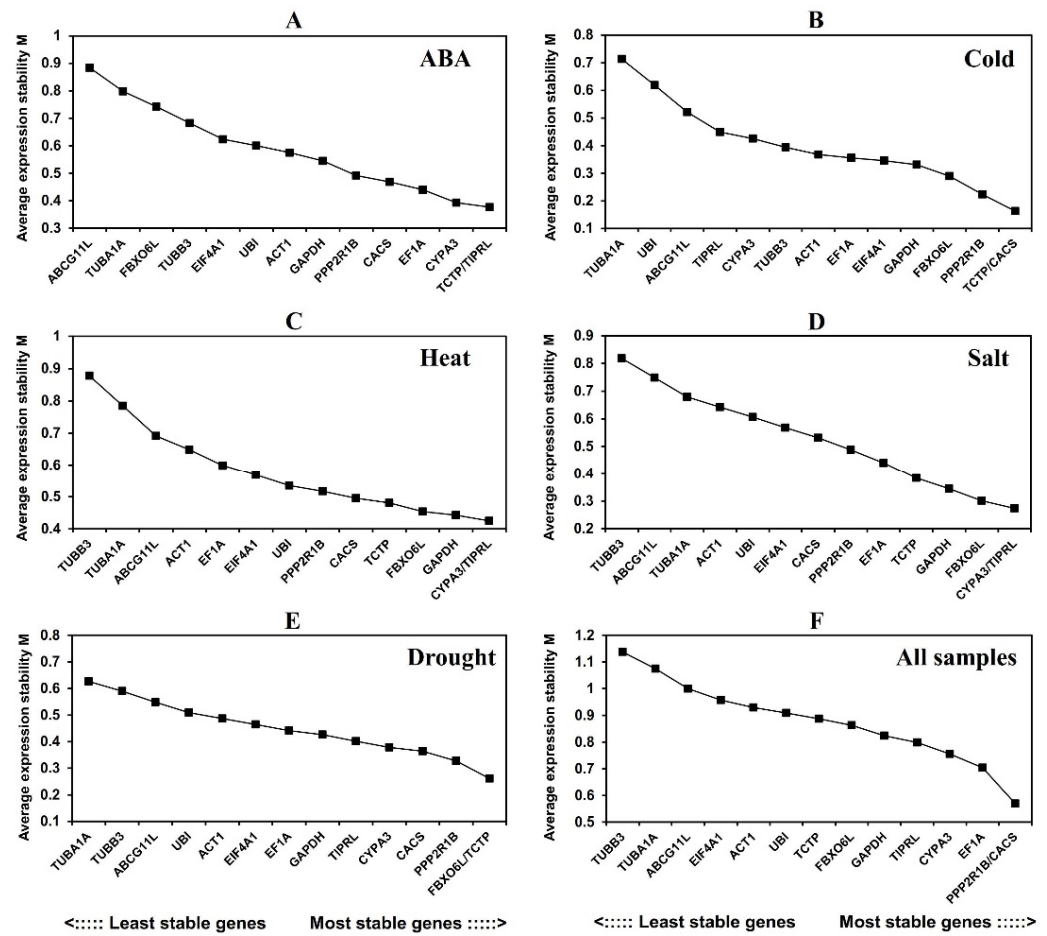 A
Average expression stability M
ABA
1
0.9
0.8
0.7
0.6
0.5
0.4
0.3
ABCG11L
TUBA1A
FBXO6L
TUBB3
EIF4A1
UBI
ACT1
GAPDH
PPP2R1B
CACS
EF1A
CYPA3
TCTP/TIPRL
B
Average expression stability M
Cold
0.8
0.7
0.6
0.5
0.4
0.3
0.2
0.1
TUBA1A
UBI
ABCG11L
TIPRL
CYPA3
TUBB3
ACT1
EF1A
EIF4A1
GAPDH
FBXO6L
PPP2R1B
TCTP/CACS
C
Average expression stability M
Heat
1
0.9
0.8
0.7
0.6
0.5
0.4
TUBB3
TUBA1A
ABCG11L
ACT1
EF1A
EIF4A1
UBI
PPP2R1B
CACS
TCTP
FBXO6L
GAPDH
CYPA3/TIPRL
D
Average expression stability M
Salt
0.9
0.8
0.7
0.6
0.5
0.4
0.3
0.2
TUBB3
ABCG11L
TUBA1A
ACT1
UBI
EIF4A1
CACS
PPP2R1B
EF1A
TCTP
GAPDH
FBXO6L
CYPA3/TIPRL
E
Average expression stability M
Drought
0.8
0.7
0.6
0.5
0.4
0.3
0.2
0.1
TUBA1A
TUBB3
ABCG11L
UBI
ACT1
EIF4A1
EF1A
GAPDH
TIPRL
CYPA3
CACS
PPP2R1B
FBXO6L/TCTP
F
Average expression stability M
All samples
1.2
1.1
1
0.9
0.8
0.7
0.6
0.5
TUBB3
TUBA1A
ABCG11L
EIF4A1
ACT1
UBI
TCTP
FBXO6L
GAPDH
TIPRL
CYPA3
EF1A
PPP2R1B/CACS
<::::: Least stable genes Most stable genes :::::>
<::::: Least stable genes Most stable genes :::::>